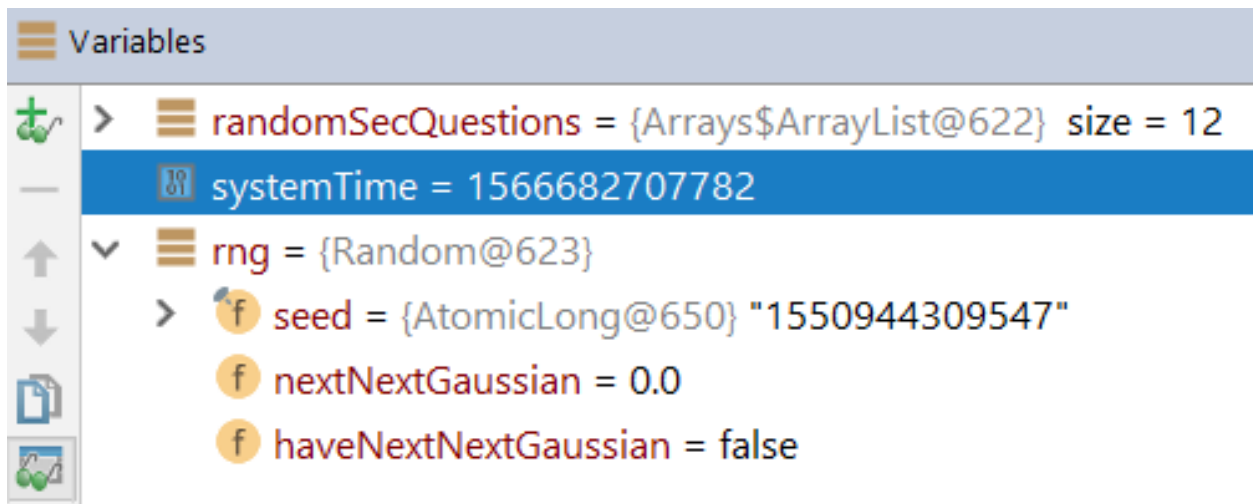 Variables
randomSecQuestions = {Arrays$ArrayList@622} size = 12
systemTime = 1566682707782
rng = {Random@623}
seed = {AtomicLong@650} "1550944309547"
nextNextGaussian = 0.0
haveNextNextGaussian = false